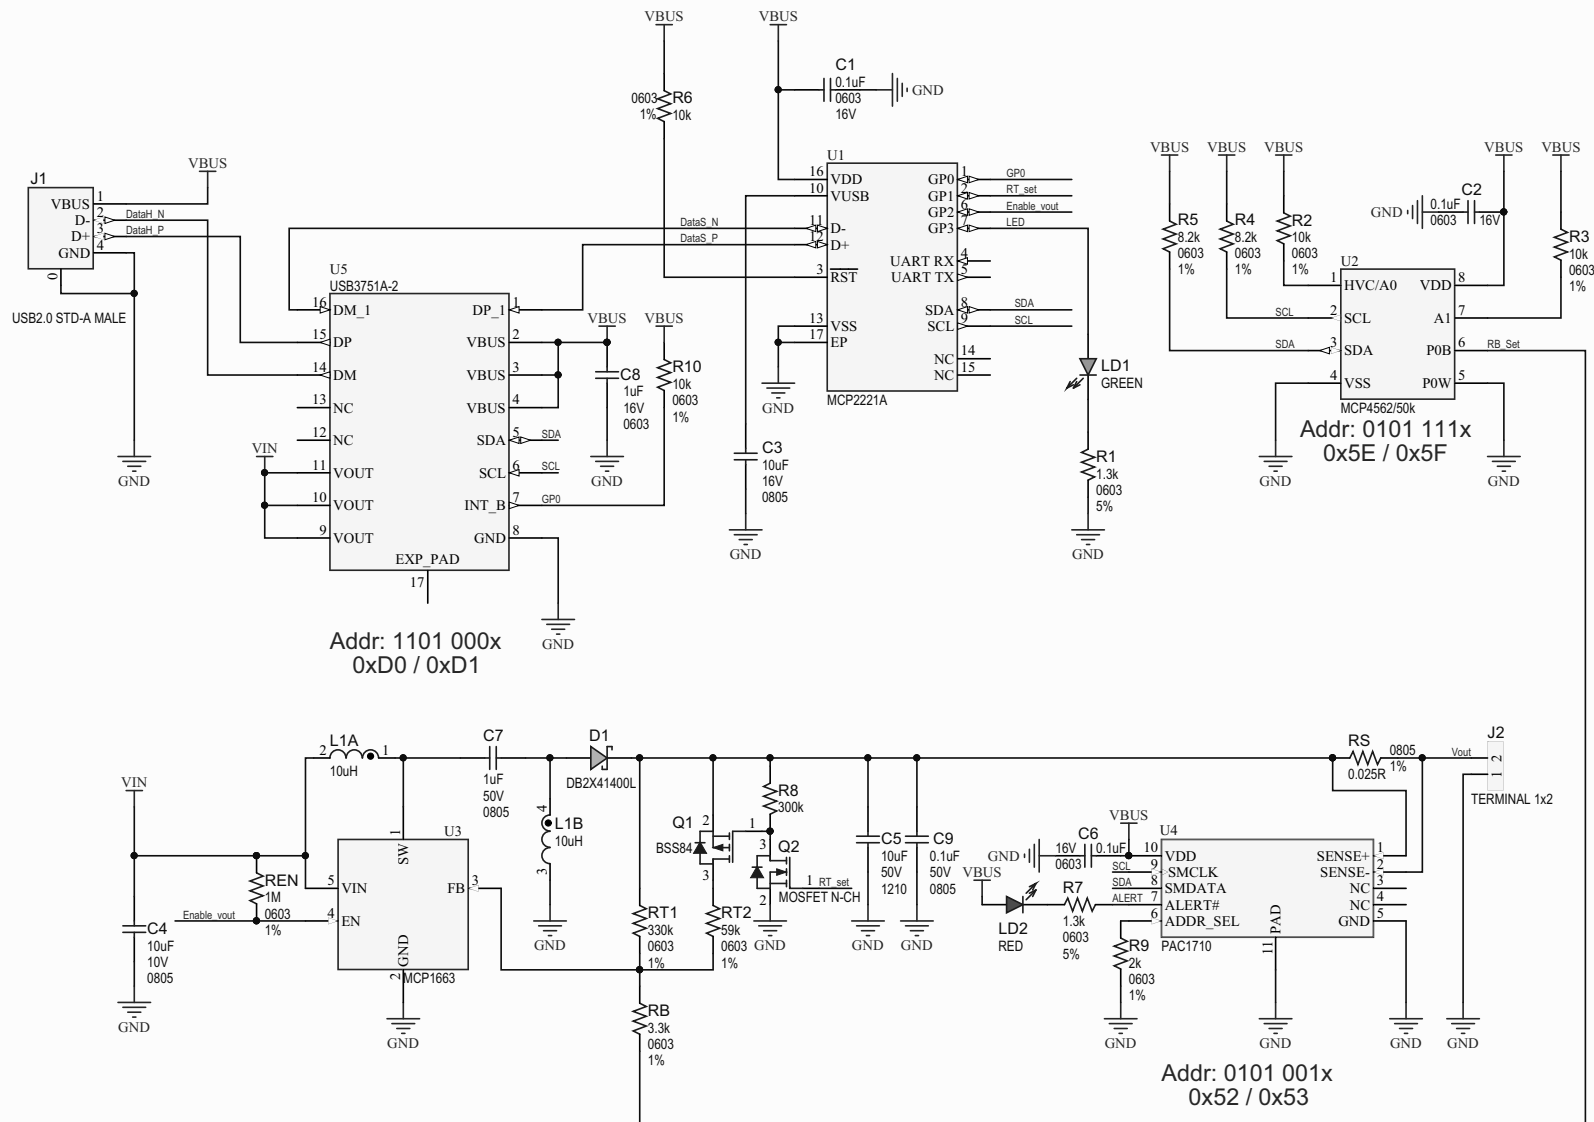 J1
VBUS
VBUS 1
D- 2 DataH_N
D+ 3 DataH_P
GND 4
0
USB2.0 STD-A MALE
GND
U5
USB3751A-2
16 DM_1
15 DP
14 DM
13 NC
12 NC
11 VOUT
10 VOUT
9 VOUT
DP_1 1
VBUS 2
VBUS 3
VBUS 4
SDA 5 SDA
SCL 6 SCL
INT_B 7 GP0
GND 8
EXP_PAD
17
VIN
GND
VBUS
C8
1uF
16V
0603
GND
VBUS
R10
10k
0603
1%
Addr: 1101 000x
0xD0 / 0xD1
VBUS
0603
1%
R6
10k
VBUS
C1
0.1uF
0603
16V
GND
U1
16 VDD
10 VUSB
DataS_N 11 D-
DataS_P 12 D+
3 RST
13 VSS
17 EP
GP0 1 GP0
GP1 2 RT_set
GP2 6 Enable_vout
GP3 7 LED
UART RX 4
UART TX 5
SDA 8 SDA
SCL 9 SCL
NC 14
NC 15
MCP2221A
GND
C3
10uF
16V
0805
GND
LD1
GREEN
R1
1.3k
0603
5%
GND
VBUS
R5
8.2k
0603
1%
VBUS
R4
8.2k
0603
1%
VBUS
R2
10k
0603
1%
VBUS
C2
GND
0.1uF
0603
16V
VBUS
R3
10k
0603
1%
U2
1 HVC/A0
SCL 2 SCL
SDA 3 SDA
4 VSS
VDD 8
A1 7
P0B 6 RB_Set
P0W 5
MCP4562/50k
GND
GND
Addr: 0101 111x
0x5E / 0x5F
VIN
2 L1A 1
10uH
C7
1uF
50V
0805
D1
DB2X41400L
4
L1B
10uH
3
GND
U3
1 SW
5 VIN
4 EN
FB 3
2 GND
MCP1663
GND
REN
1M
0603
1%
Enable_vout
C4
10uF
10V
0805
GND
RT1
330k
0603
1%
RT2
59k
0603
1%
RB
3.3k
0603
1%
Q1
BSS84
2
1
3
R8
300k
Q2
3
1 RT_set
2
MOSFET N-CH
GND
C5
10uF
50V
1210
GND
C9
0.1uF
50V
0805
GND
RS
0.025R
0805
1%
Vout
J2
2
1
TERMINAL 1x2
GND
VBUS
C6
GND
16V
0603
0.1uF
U4
10 VDD
SCL 9 SMCLK
SDA 8 SMDATA
ALERT 7 ALERT#
6 ADDR_SEL
SENSE+ 1
SENSE- 2
NC 3
NC 4
GND 5
PAD
11
PAC1710
VBUS
LD2
RED
R7
1.3k
0603
5%
R9
2k
0603
1%
GND
GND
GND
Addr: 0101 001x
0x52 / 0x53